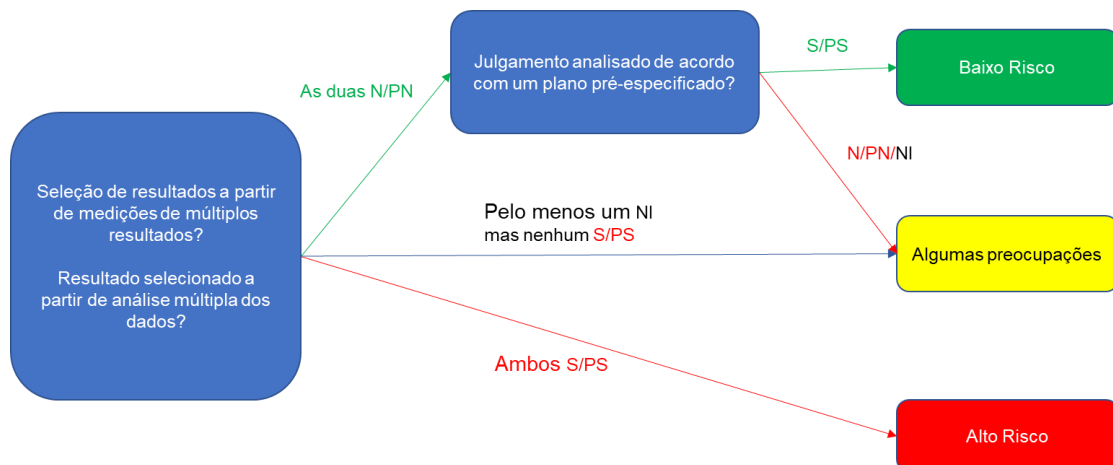 Seleção de resultados a partir
de medições de múltiplos
resultados?
Resultado selecionado a
partir de análise múltipla dos
dados?
As duas N/PN
Julgamento analisado de acordo
com um plano pré-especificado?
S/PS
Baixo Risco
N/PN/NI
Pelo menos um NI
mas nenhum S/PS
Algumas preocupações
Ambos S/PS
Alto Risco